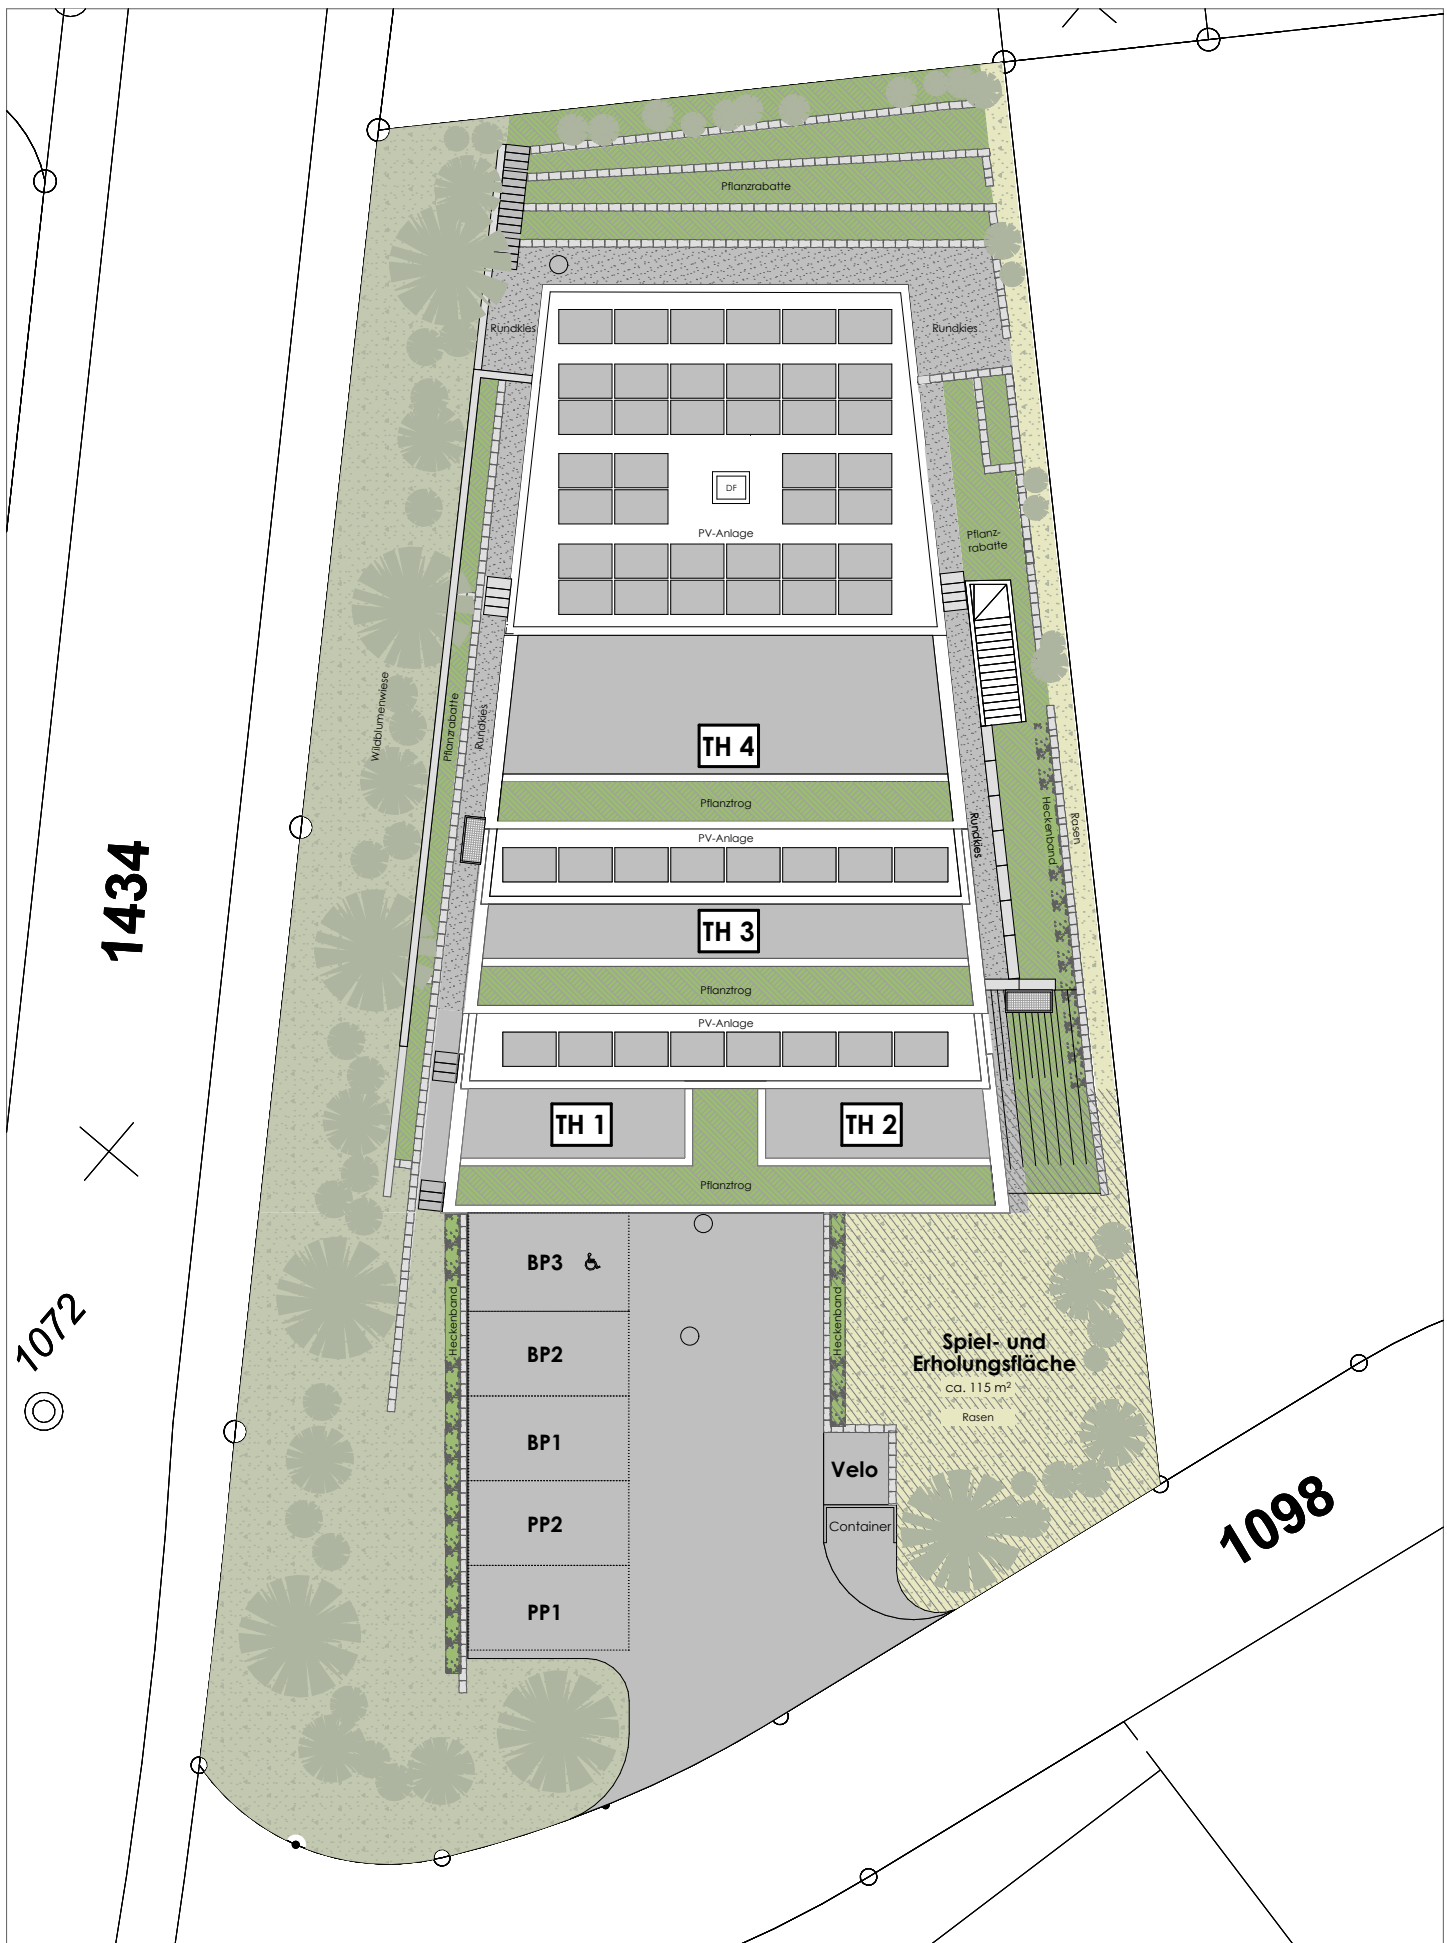 Pflanzrabatte
Rundkies
Rundkies
DF
PV-Anlage
Pflanz-
rabatte
Wildblumenwiese
Pflanzrabatte
Rundkies
TH 4
Pflanztrog
PV-Anlage
Rundkies
Heckenband
Rasen
1434
TH 3
Pflanztrog
PV-Anlage
TH 1
TH 2
Pflanztrog
1072
Heckenband
BP3
BP2
BP1
PP2
PP1
Heckenband
Spiel- und
Erholungsfläche
ca. 115 m²
Rasen
Velo
Container
1098